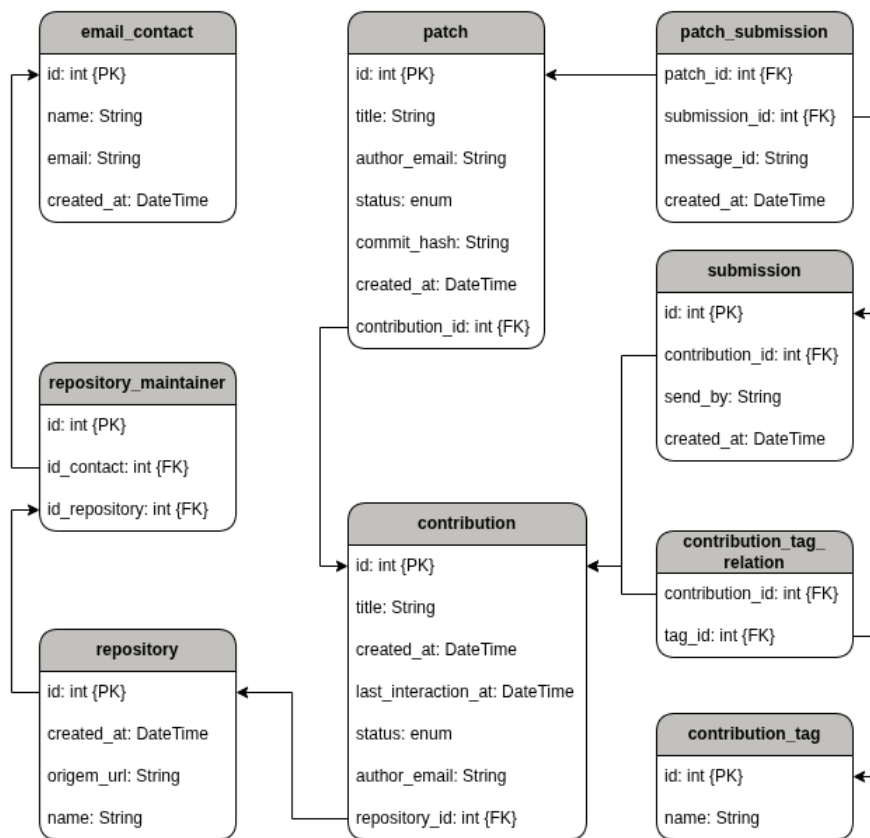 email_contact
id: int {PK}
name: String
email: String
created_at: DateTime
repository_maintainer
id: int {PK}
id_contact: int {FK}
id_repository: int {FK}
repository
id: int {PK}
created_at: DateTime
origem_url: String
name: String
patch
id: int {PK}
title: String
author_email: String
status: enum
commit_hash: String
created_at: DateTime
contribution_id: int {FK}
contribution
id: int {PK}
title: String
created_at: DateTime
last_interaction_at: DateTime
status: enum
author_email: String
repository_id: int {FK}
patch_submission
patch_id: int {FK}
submission_id: int {FK}
message_id: String
created_at: DateTime
submission
id: int {PK}
contribution_id: int {FK}
send_by: String
created_at: DateTime
contribution_tag_
relation
contribution_id: int {FK}
tag_id: int {FK}
contribution_tag
id: int {PK}
name: String